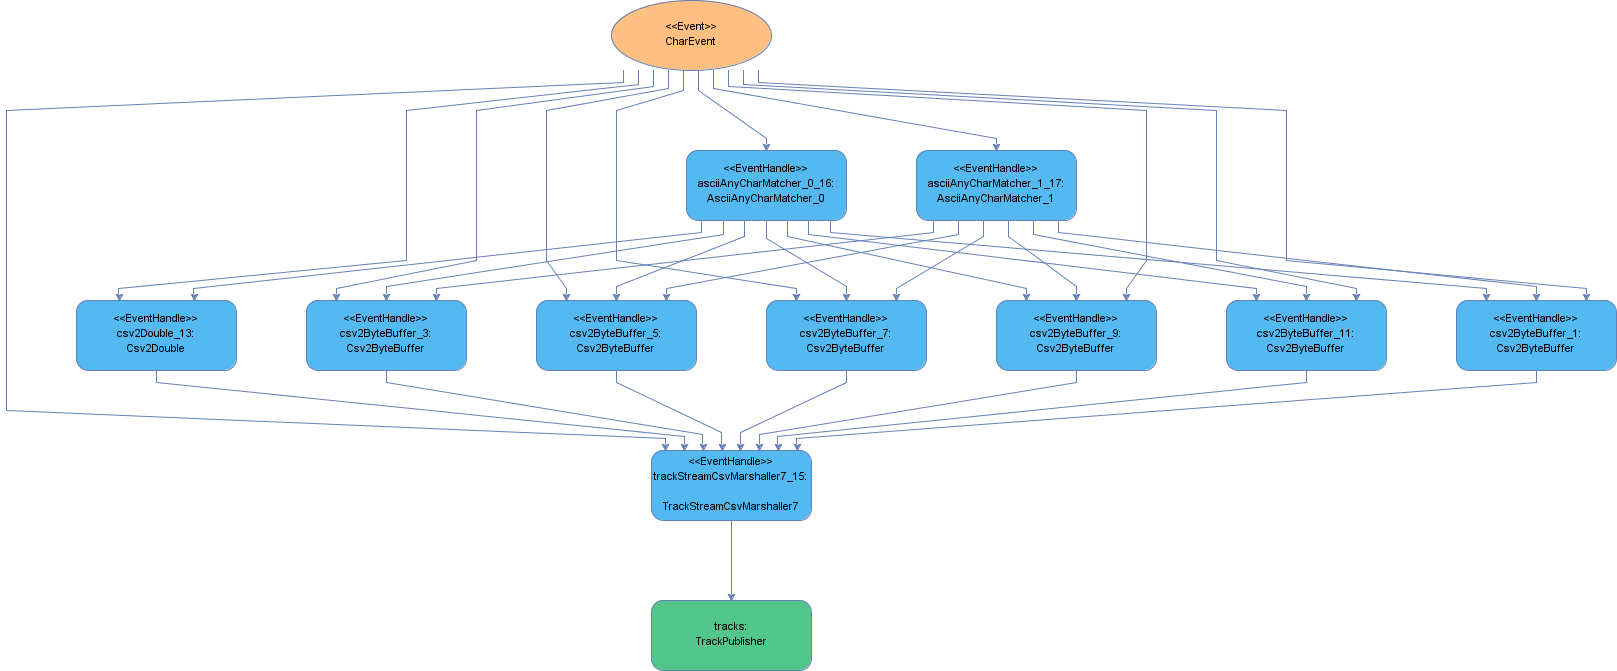 <<Event>>
CharEvent
<<EventHandle>>
asciiAnyCharMatcher_0_16:
AsciiAnyCharMatcher_0
<<EventHandle>>
asciiAnyCharMatcher_1_17:
AsciiAnyCharMatcher_1
<<EventHandle>>
csv2Double_13:
Csv2Double
<<EventHandle>>
csv2ByteBuffer_3:
Csv2ByteBuffer
<<EventHandle>>
csv2ByteBuffer_5:
Csv2ByteBuffer
<<EventHandle>>
csv2ByteBuffer_7:
Csv2ByteBuffer
<<EventHandle>>
csv2ByteBuffer_9:
Csv2ByteBuffer
<<EventHandle>>
csv2ByteBuffer_11:
Csv2ByteBuffer
<<EventHandle>>
csv2ByteBuffer_1:
Csv2ByteBuffer
<<EventHandle>>
trackStreamCsvMarshaller7_15:
TrackStreamCsvMarshaller7
tracks:
TrackPublisher